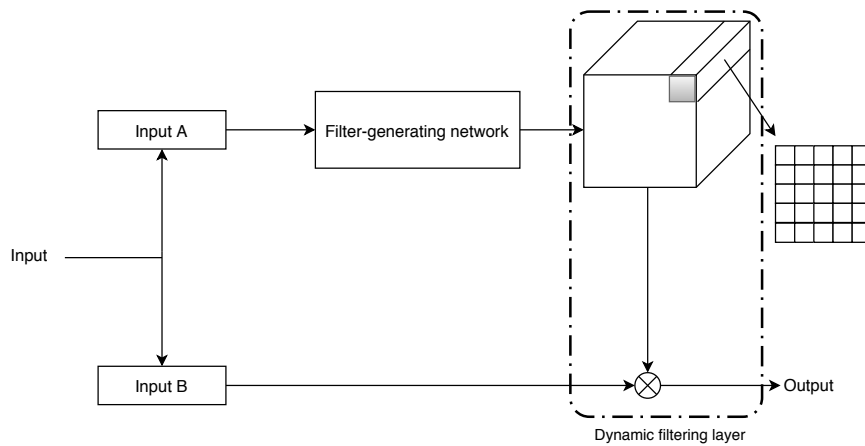 Input A
Filter-generating network
Input
Input B
Output
Dynamic filtering layer